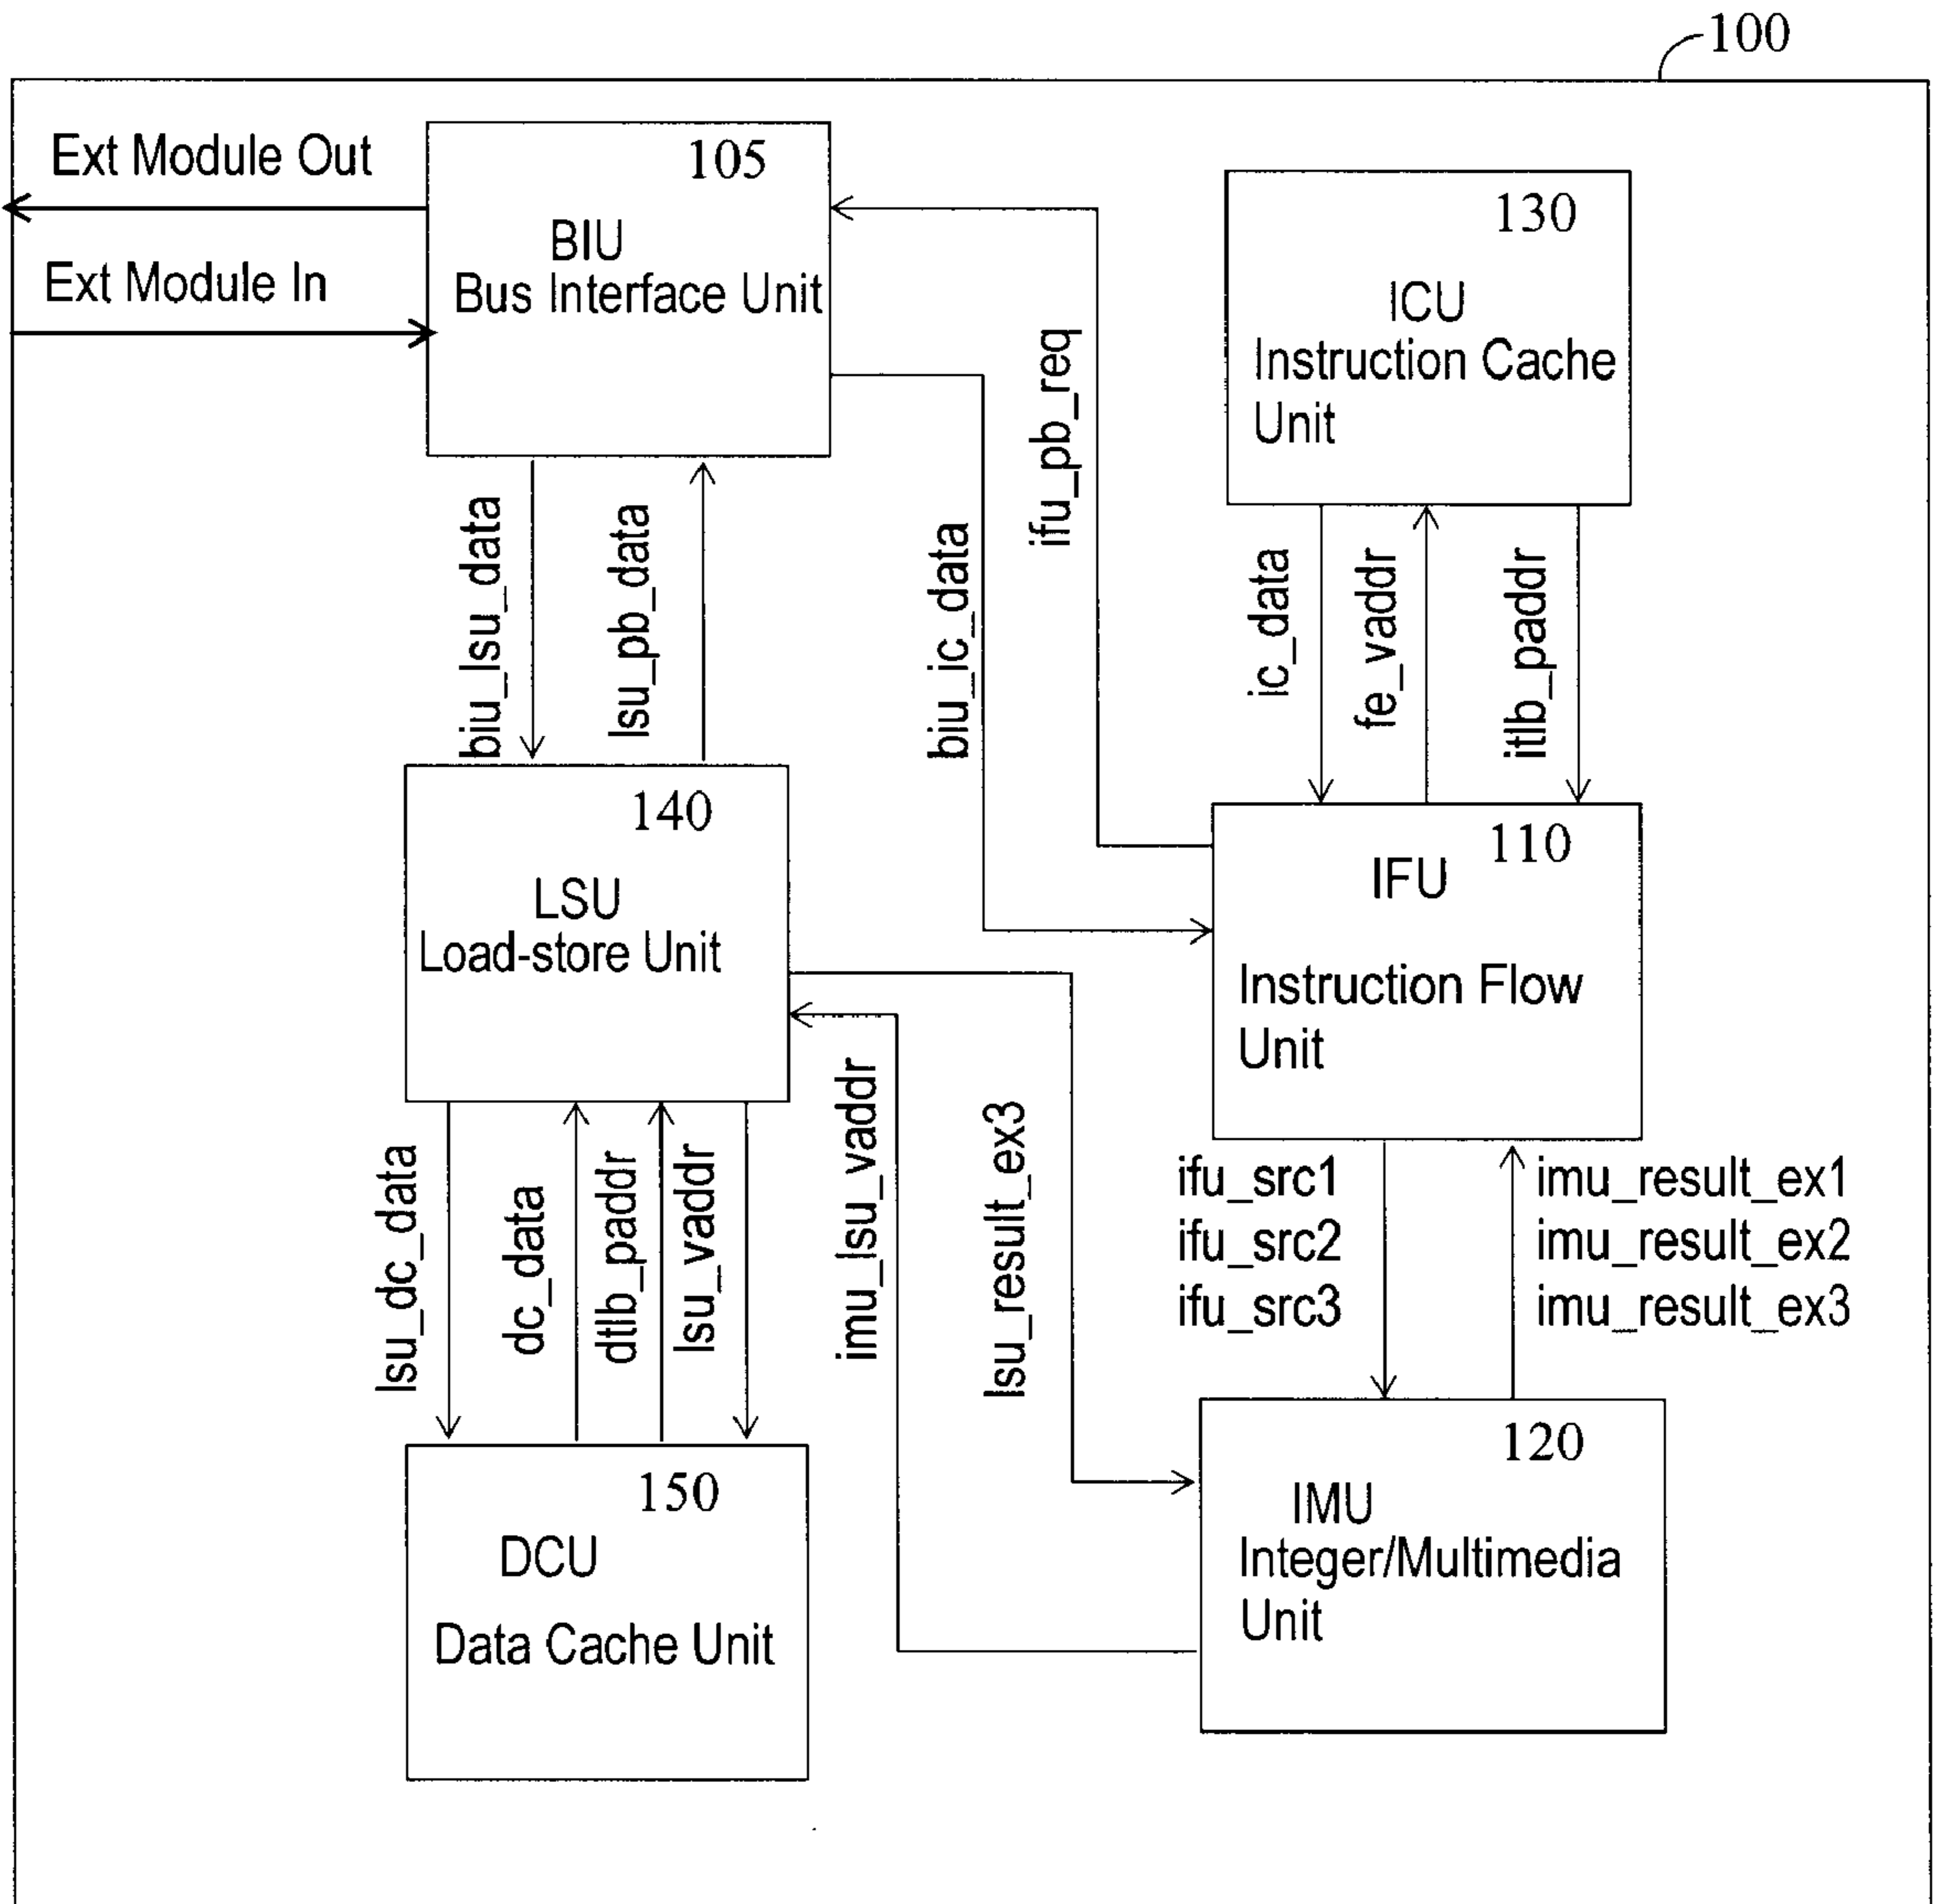 100
Ext Module Out
Ext Module In
105
BIU
Bus Interface Unit
130
ICU
Instruction Cache
Unit
ifu_pb_req
biu_ic_data
biu_lsu_data
lsu_pb_data
ic_data
fe_vaddr
itlb_paddr
140
LSU
Load-store Unit
110
IFU
Instruction Flow
Unit
lsu_dc_data
dc_data
dtlb_paddr
lsu_vaddr
imu_lsu_vaddr
lsu_result_ex3
ifu_src1
ifu_src2
ifu_src3
imu_result_ex1
imu_result_ex2
imu_result_ex3
150
DCU
Data Cache Unit
120
IMU
Integer/Multimedia
Unit